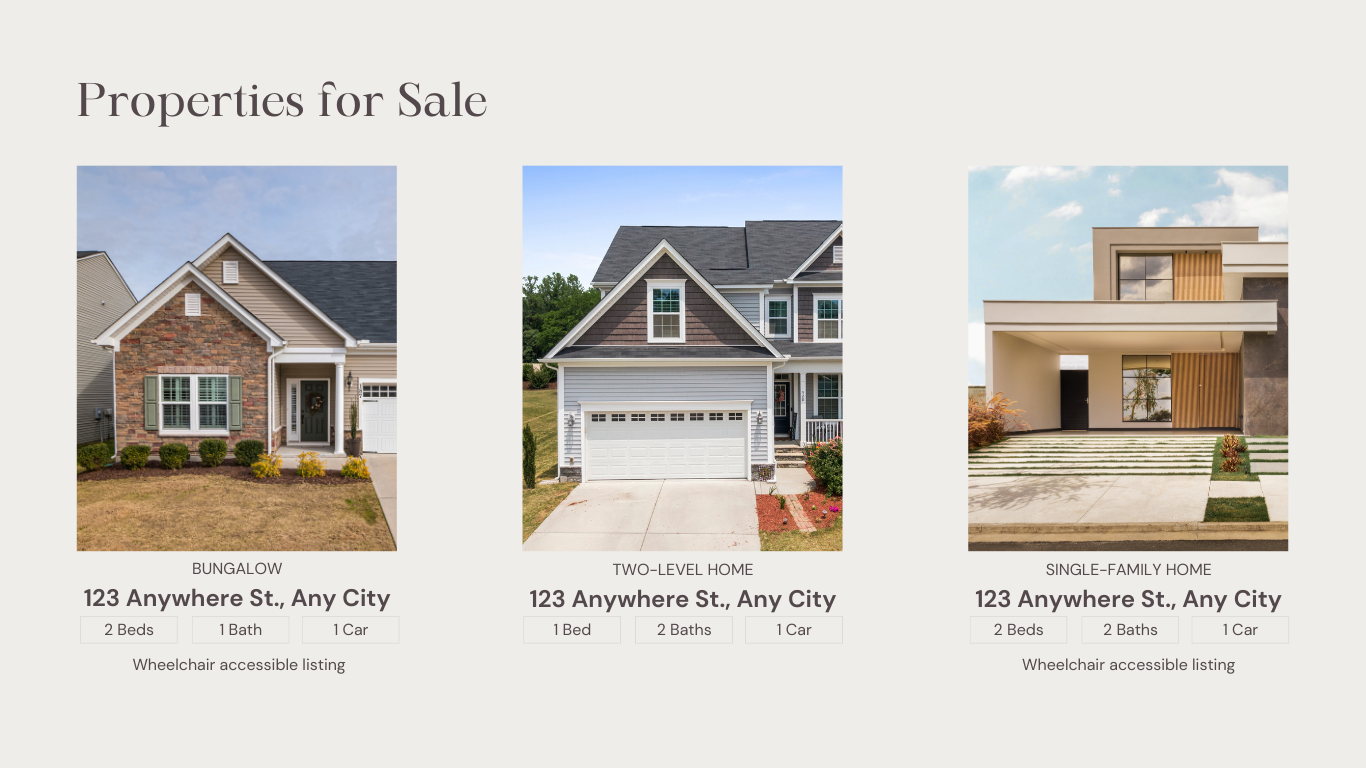 Properties for Sale
BUNGALOW
123 Anywhere St., Any City
2 Beds
1 Bath
1 Car
Wheelchair accessible listing
TWO-LEVEL HOME
123 Anywhere St., Any City
1 Bed
2 Baths
1 Car
SINGLE-FAMILY HOME
123 Anywhere St., Any City
2 Beds
2 Baths
1 Car
Wheelchair accessible listing